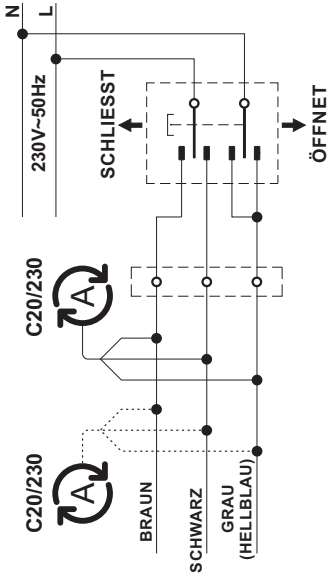 N
L
230V~50Hz
SCHLIESST
ÖFFNET
C20/230
A
C20/230
A
BRAUN
SCHWARZ
GRAU
(HELLBLAU)